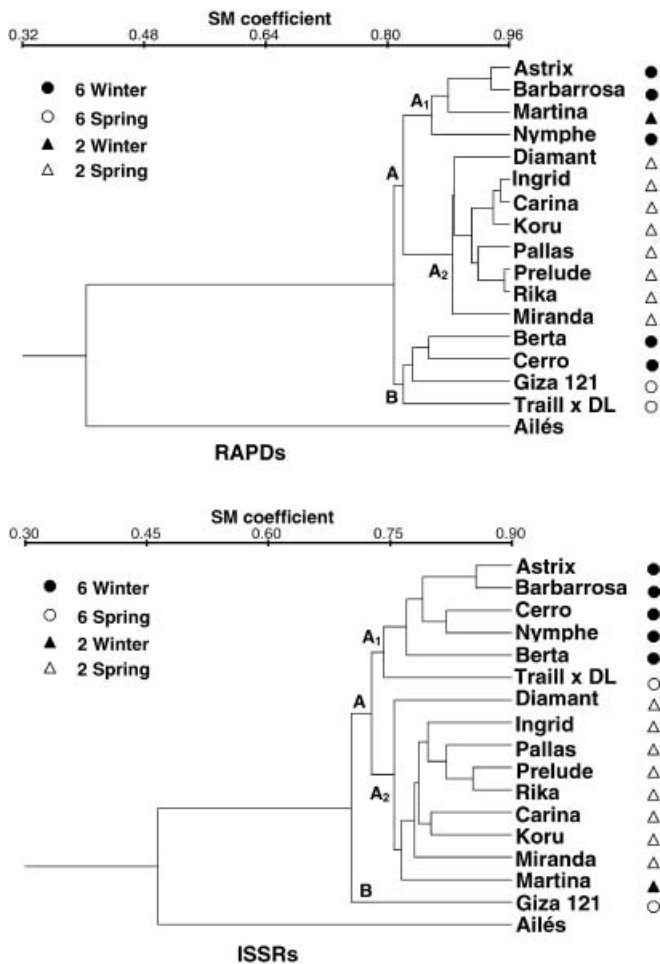 SM coefficient
0.32 0.48 0.64 0.80 0.96
6 Winter
6 Spring
2 Winter
2 Spring
A
A1
A2
B
Astrix
Barbarrosa
Martina
Nymphe
Diamant
Ingrid
Carina
Koru
Pallas
Prelude
Rika
Miranda
Berta
Cerro
Giza 121
Traill x DL
Ailés
RAPDs
SM coefficient
0.30 0.45 0.60 0.75 0.90
6 Winter
6 Spring
2 Winter
2 Spring
A
A1
A2
B
Astrix
Barbarrosa
Cerro
Nymphe
Berta
Traill x DL
Diamant
Ingrid
Pallas
Prelude
Rika
Carina
Koru
Miranda
Martina
Giza 121
Ailés
ISSRs